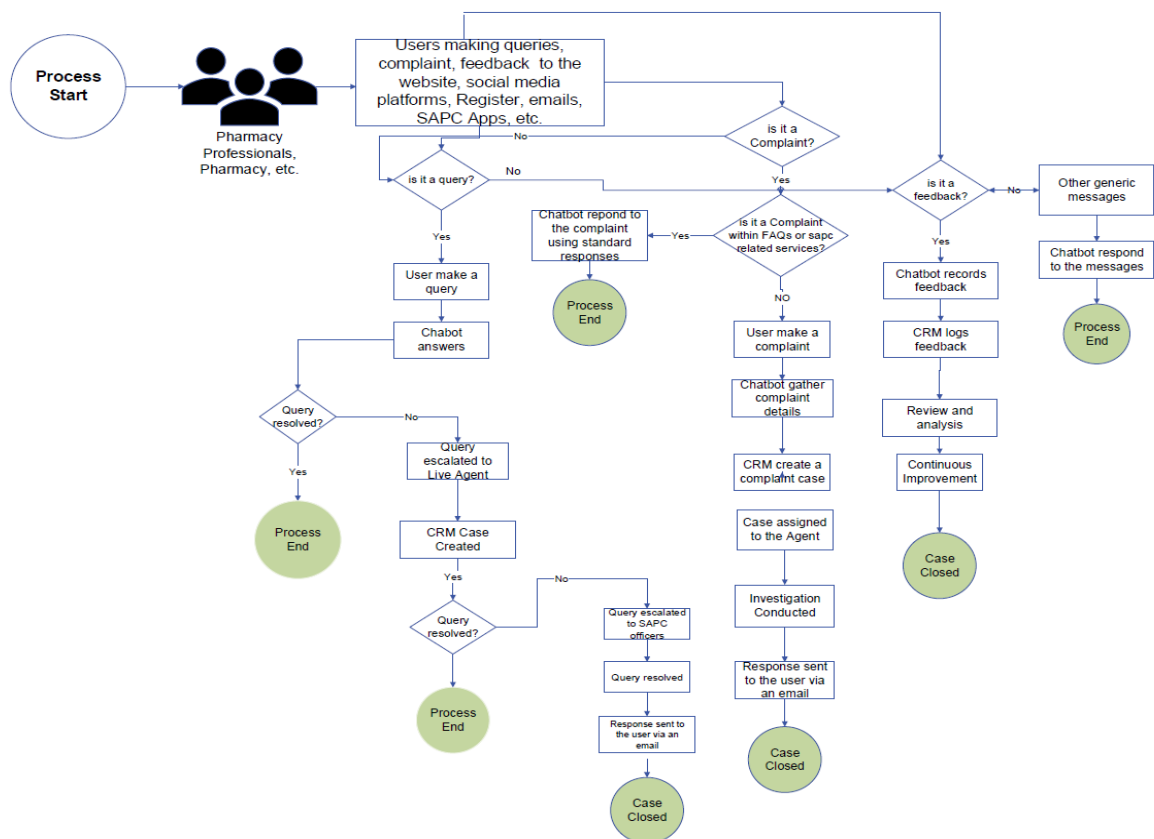 Process
Start
Pharmacy
Professionals,
Pharmacy, etc.
Users making queries,
complaint, feedback to the
website, social media
platforms, Register, emails,
SAPC Apps, etc.
is it a
Complaint?
No
Yes
is it a query?
No
Yes
is it a
feedback?
No
Yes
Other generic
messages
Chatbot respond
to the messages
Process
End
Chatbot repond to
the complaint
using standard
responses
Yes
is it a Complaint
within FAQs or sapc
related services?
NO
Process
End
User make a
query
Chabot
answers
Query
resolved?
No
Yes
Process
End
Query
escalated to
Live Agent
CRM Case
Created
Yes
Query
resolved?
No
Process
End
Query escalated
to SAPC
officers
Query resolved
Response sent to
the user via an
email
Case
Closed
User make a
complaint
Chatbot gather
complaint
details
CRM create a
complaint case
Case assigned
to the Agent
Investigation
Conducted
Response sent
to the user via
an email
Case
Closed
Chatbot records
feedback
CRM logs
feedback
Review and
analysis
Continuous
Improvement
Case
Closed